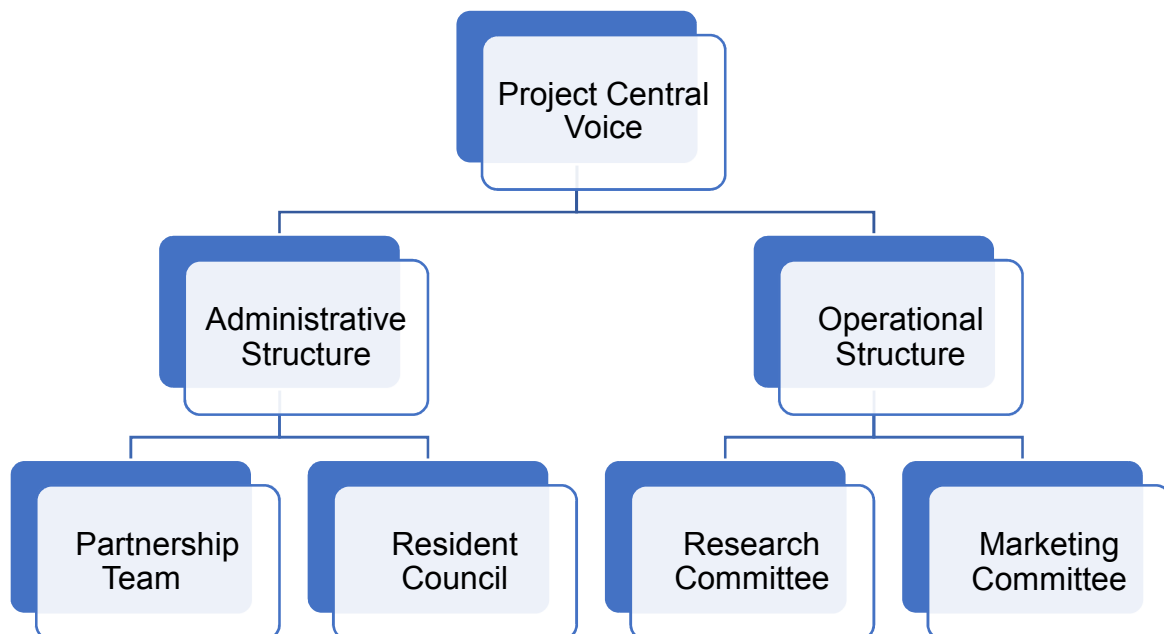 Project Central
Voice
Administrative
Structure
Operational
Structure
Partnership
Team
Resident
Council
Research
Committee
Marketing
Committee